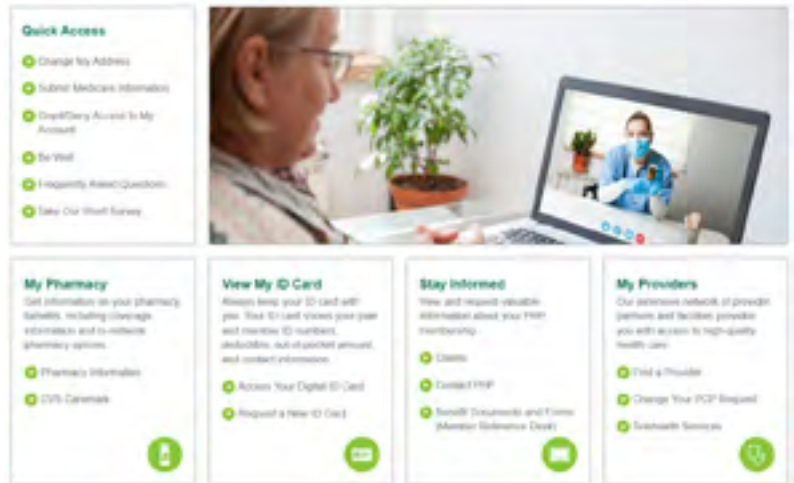 Quick Access
Change My Address
Submit Medicare Information
Grant/Deny Access to My
Account
Be Well
Frequently Asked Questions
Take Our Short Survey
My Pharmacy
Get information on your pharmacy
benefits, including coverage
information and in-network
pharmacy options.
Pharmacy Information
CVS Caremark
View My ID Card
Always keep your ID card with
you. Your ID card shows your plan
and member ID numbers,
deductible, out-of-pocket amount,
and contact information.
Access Your Digital ID Card
Request a New ID Card
Stay Informed
View and request valuable
information about your PHP
membership.
Claims
Contact PHP
Benefit Documents and Forms
(Member Reference Desk)
My Providers
Our extensive network of provider
partners and facilities provides
you with access to high-quality
health care.
Find a Provider
Change Your PCP Request
Telehealth Services